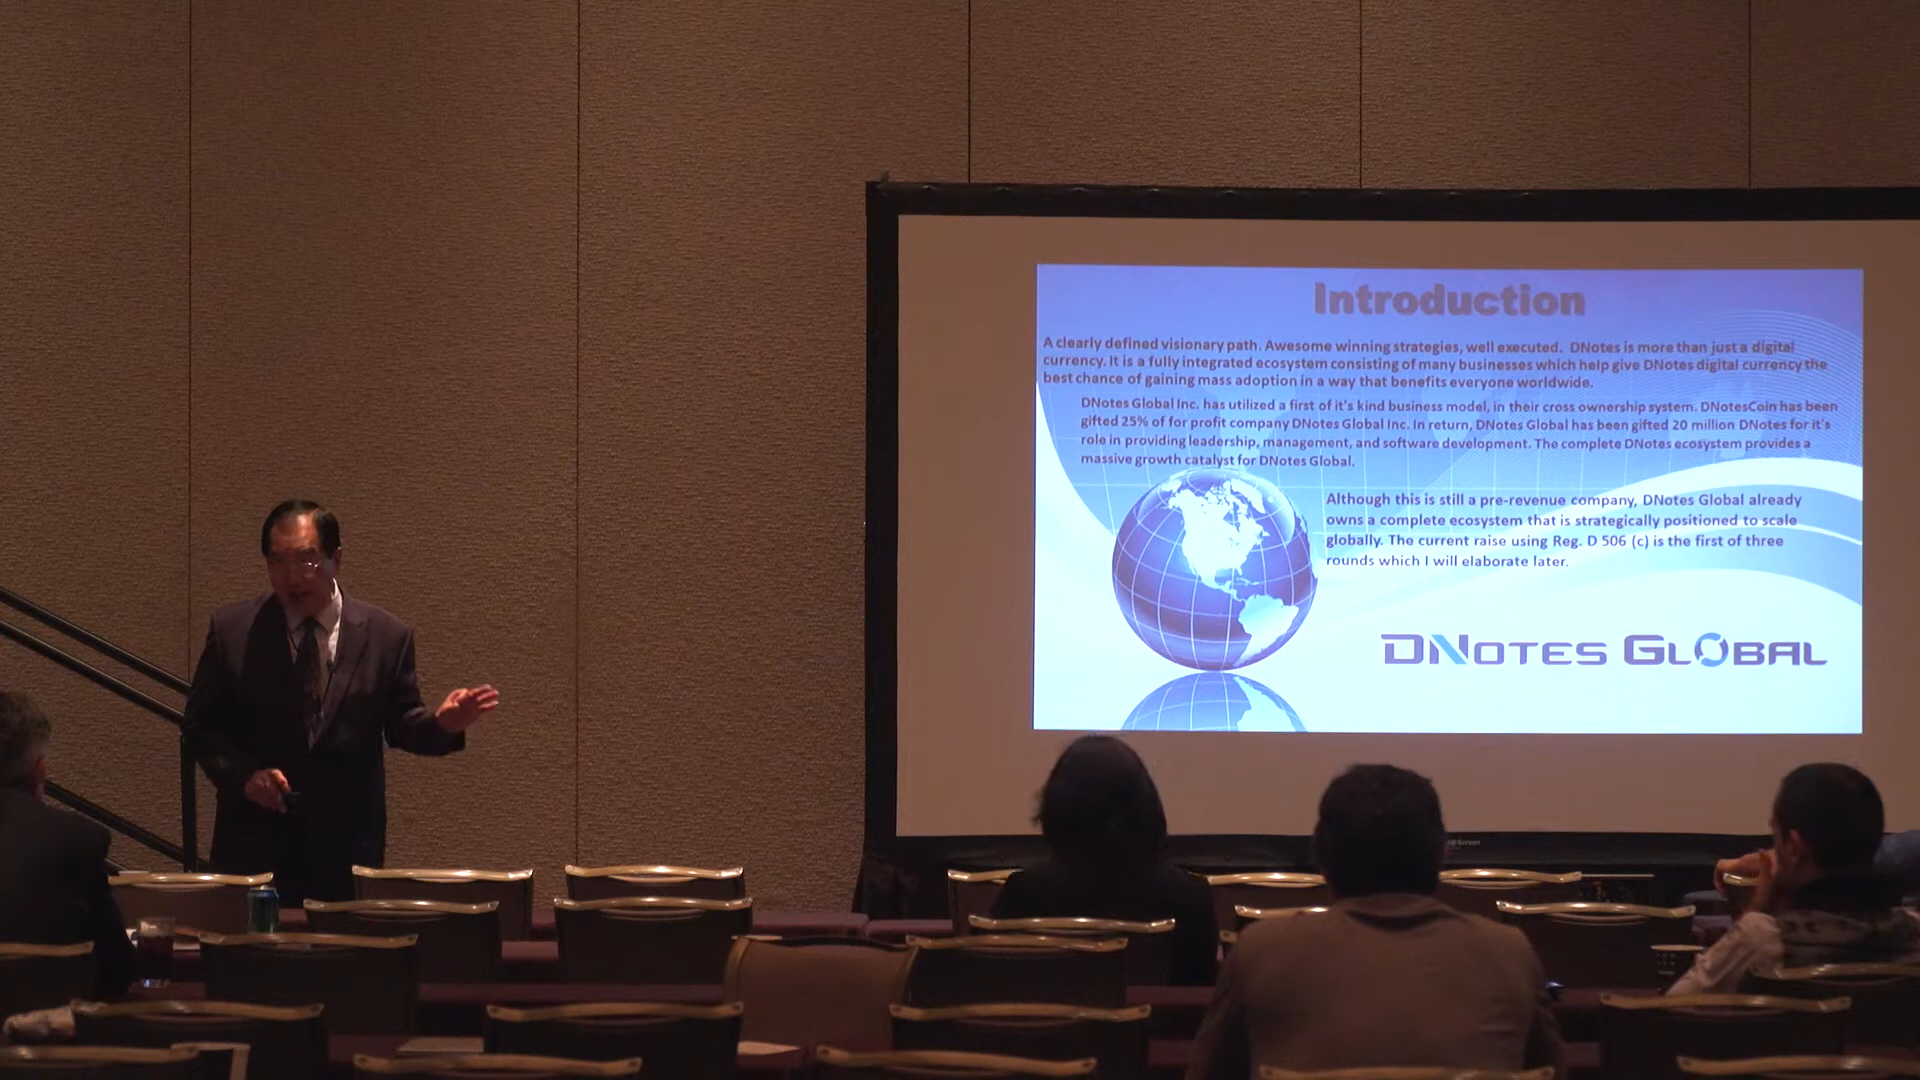 Introduction
A clearly defined visionary path. Awesome winning strategies, well executed. DNotes is more than just a digital
currency. It is a fully integrated ecosystem consisting of many businesses which help give DNotes digital currency the
best chance of gaining mass adoption in a way that benefits everyone worldwide.
DNotes Global Inc. has utilized a first of it's kind business model, in their cross ownership system. DNotesCoin has been
gifted 25% of for profit company DNotes Global Inc. In return, DNotes Global has been gifted 20 million DNotes for it's
role in providing leadership, management, and software development. The complete DNotes ecosystem provides a
massive growth catalyst for DNotes Global.
Although this is still a pre-revenue company, DNotes Global already
owns a complete ecosystem that is strategically positioned to scale
globally. The current raise using Reg. D 506 (c) is the first of three
rounds which I will elaborate later.
DNOTES GLOBAL